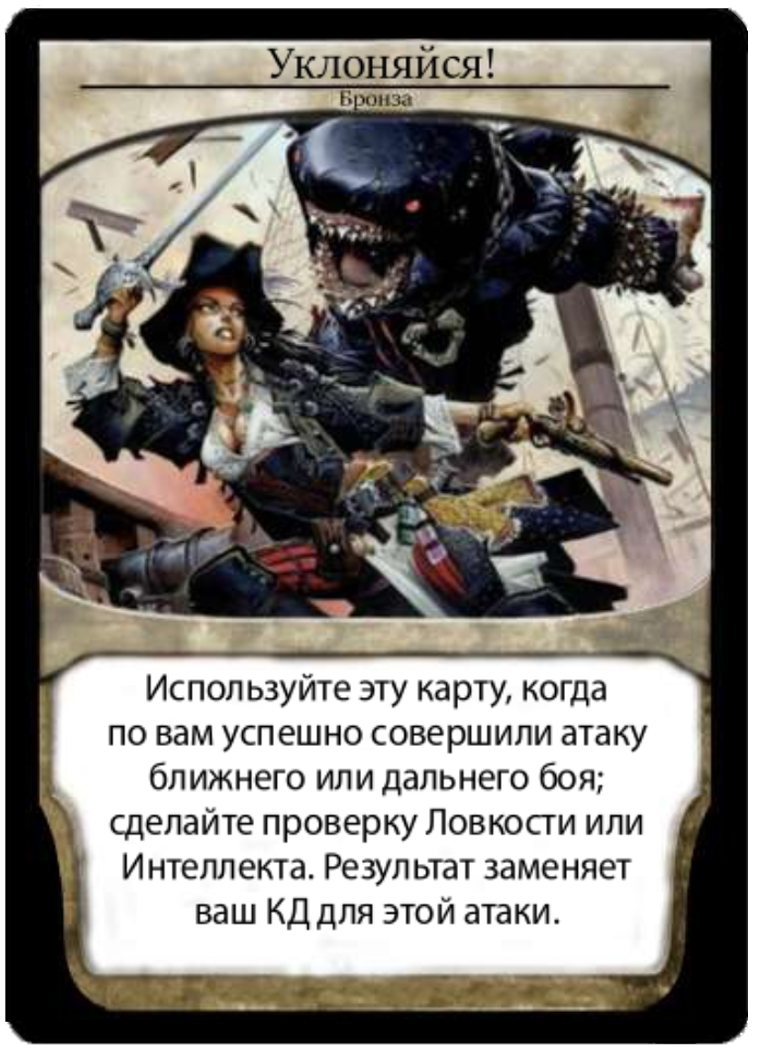 Уклоняйся!
Бронза
Используйте эту карту, когда
по вам успешно совершили атаку
ближнего или дальнего боя;
сделайте проверку Ловкости или
Интеллекта. Результат заменяет
ваш КД для этой атаки.